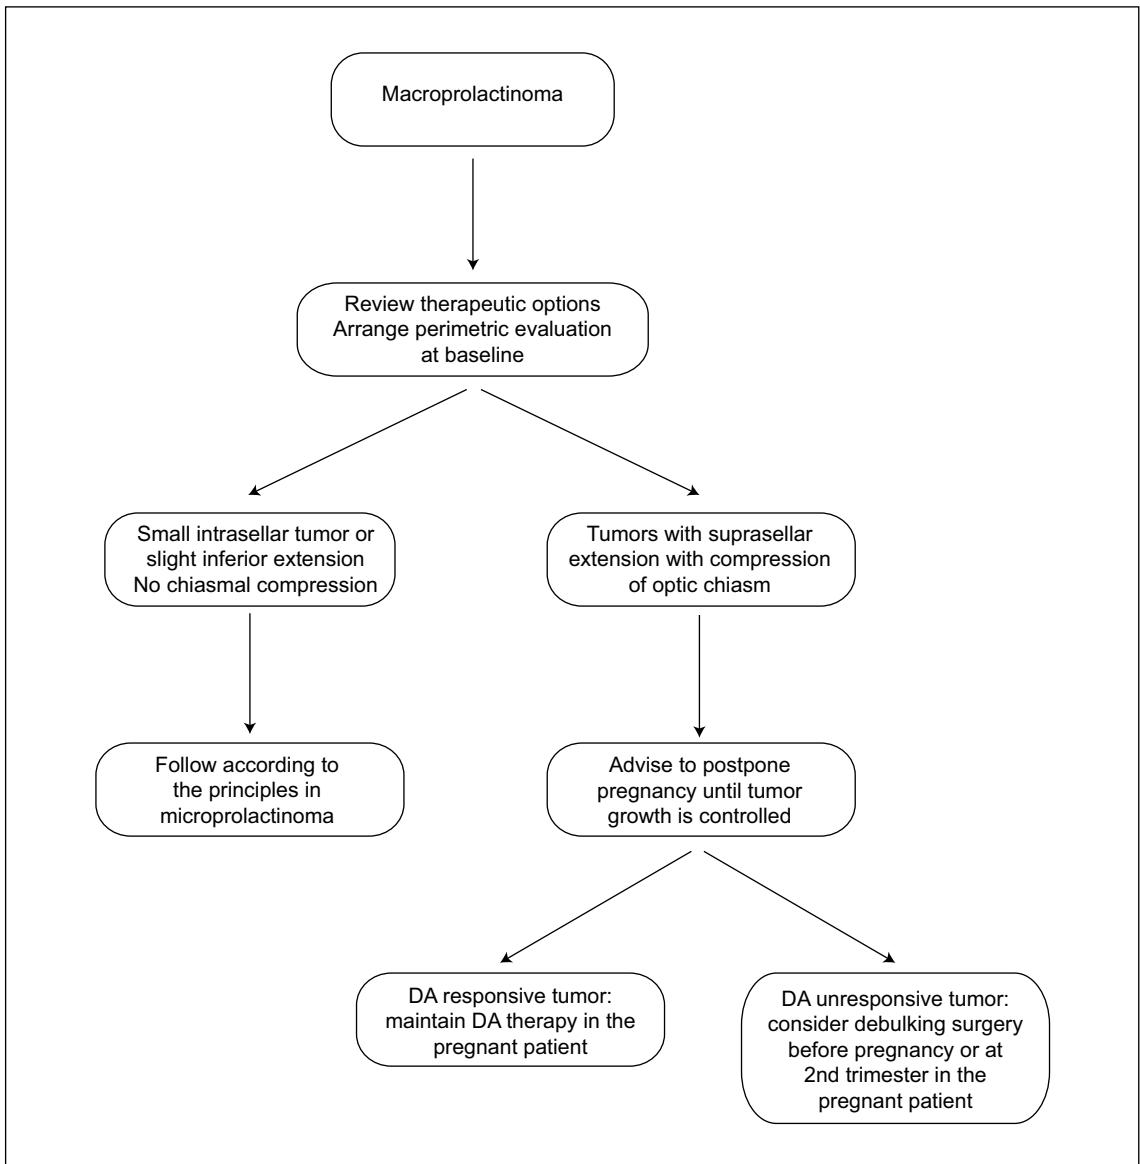 Macroprolactinoma
Review therapeutic options
Arrange perimetric evaluation
at baseline
Small intrasellar tumor or
slight inferior extension
No chiasmal compression
Tumors with suprasellar
extension with compression
of optic chiasm
Follow according to
the principles in
microprolactinoma
Advise to postpone
pregnancy until tumor
growth is controlled
DA responsive tumor:
maintain DA therapy in the
pregnant patient
DA unresponsive tumor:
consider debulking surgery
before pregnancy or at
2nd trimester in the
pregnant patient